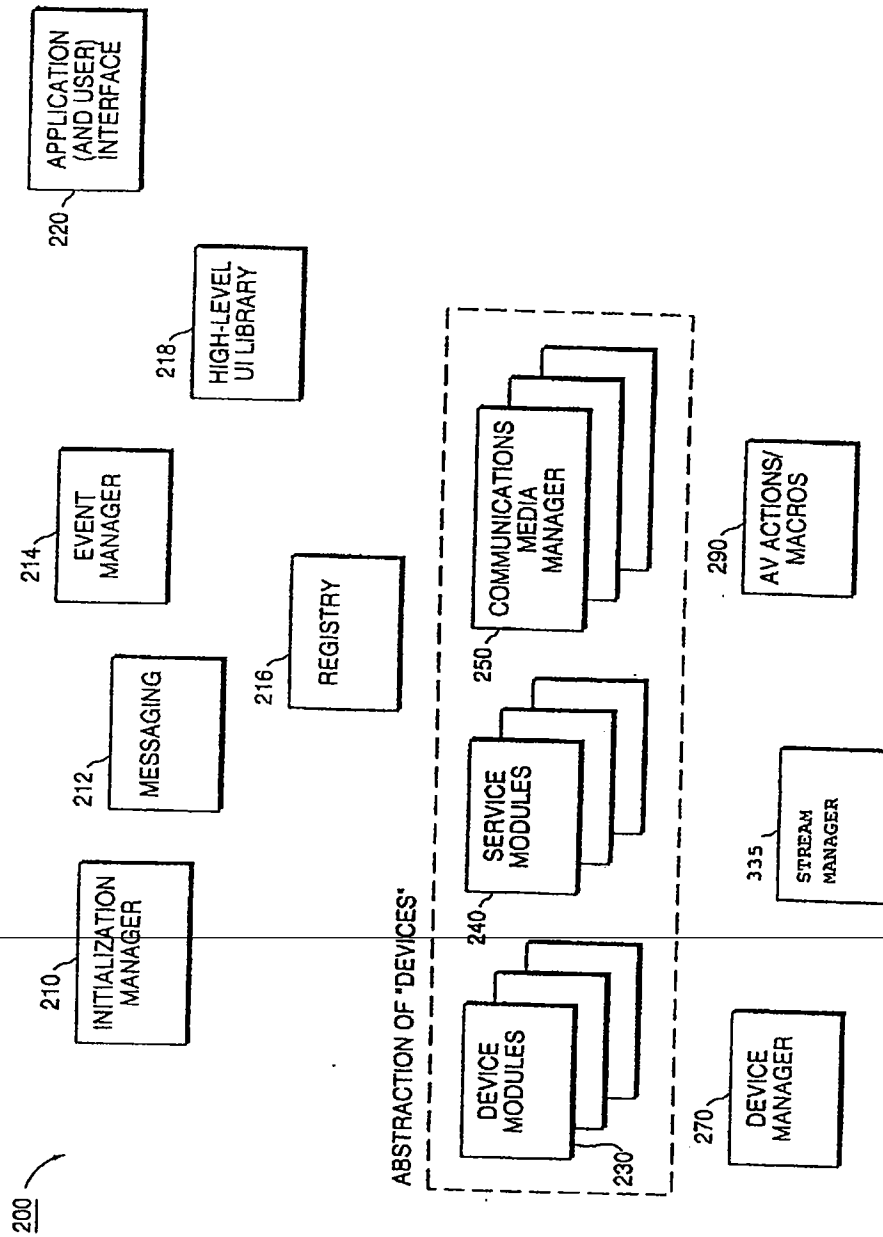 200
210
INITIALIZATION
MANAGER
212
MESSAGING
214
EVENT
MANAGER
220
APPLICATION
(AND USER)
INTERFACE
216
REGISTRY
218
HIGH-LEVEL
UI LIBRARY
ABSTRACTION OF "DEVICES"
DEVICE
MODULES
230
240
SERVICE
MODULES
250
COMMUNICATIONS
MEDIA
MANAGER
270
DEVICE
MANAGER
335
STREAM
MANAGER
290
AV ACTIONS/
MACROS